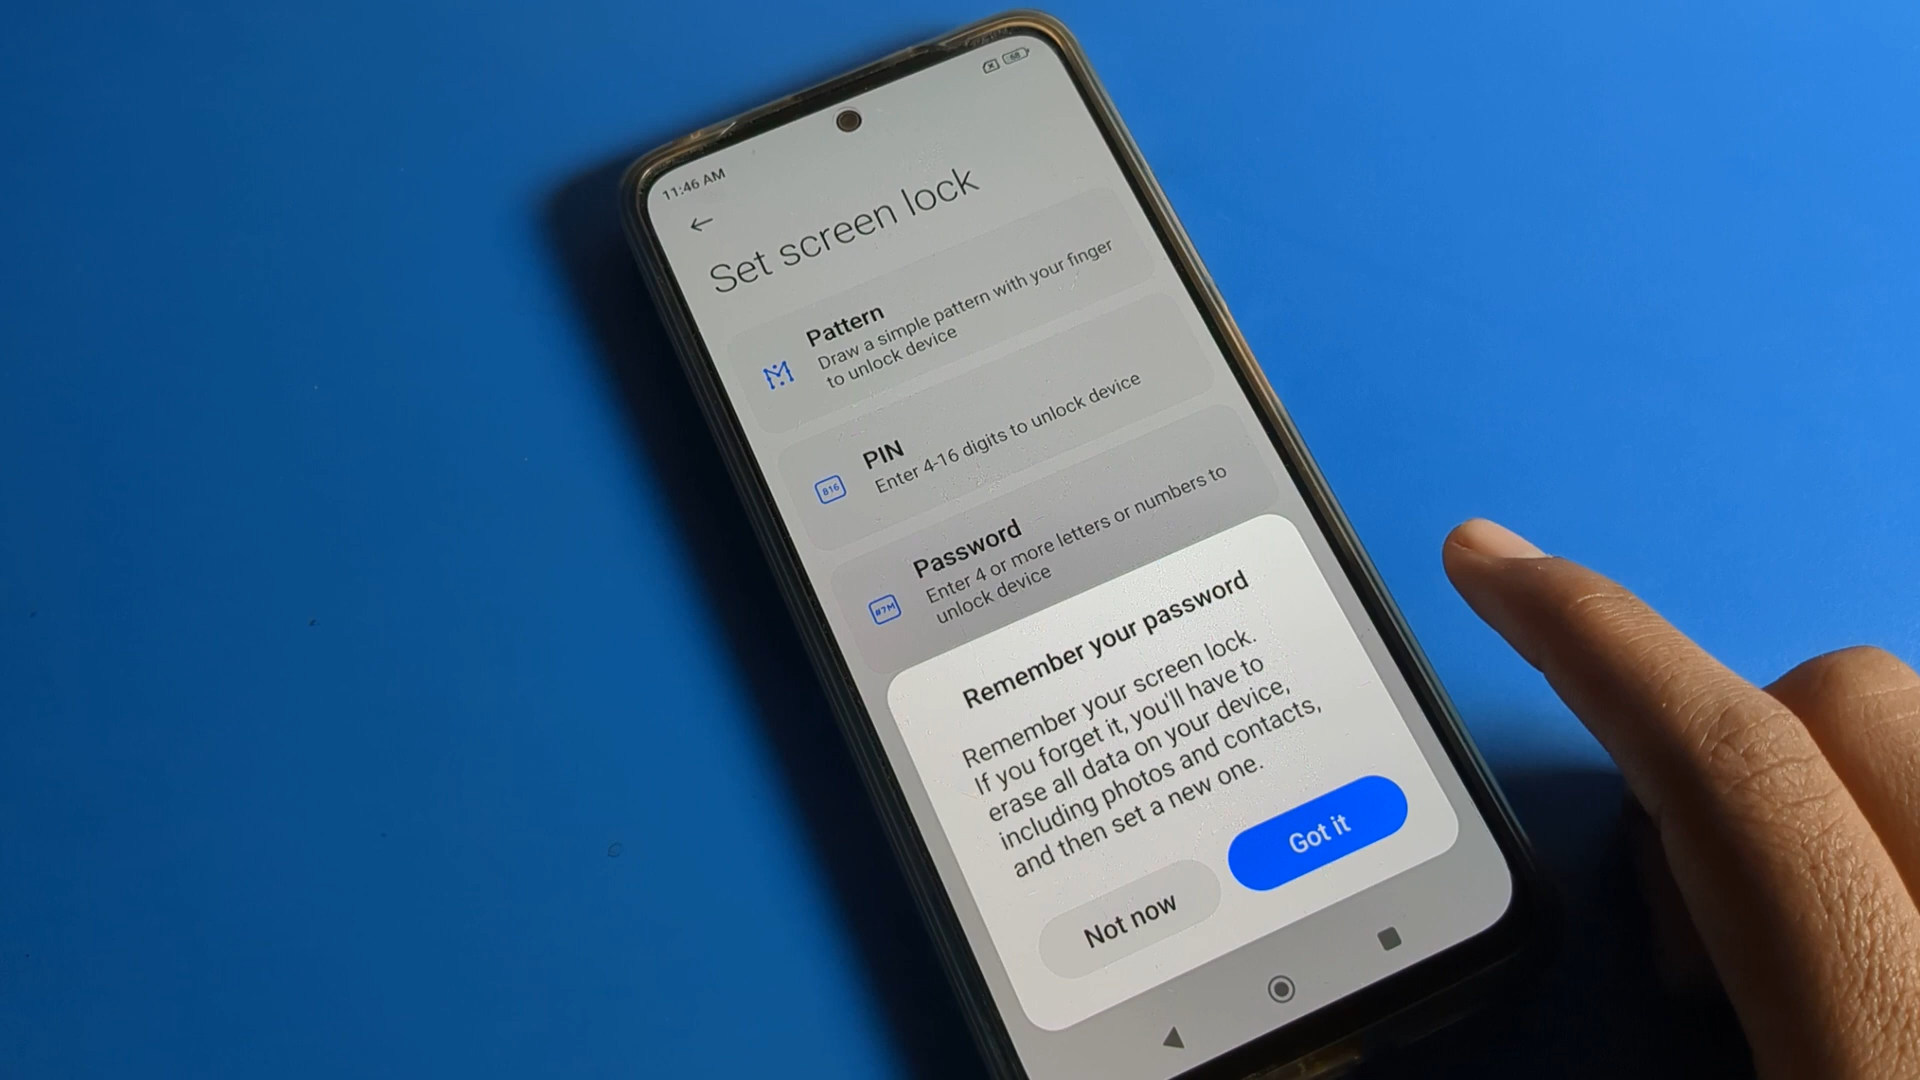 11:46 AM
68
Set screen lock
Pattern
Draw a simple pattern with your finger
to unlock device
PIN
Enter 4-16 digits to unlock device
816
Password
Enter 4 or more letters or numbers to
unlock device
#7M
Remember your password
Remember your screen lock.
If you forget it, you'll have to
erase all data on your device,
including photos and contacts,
and then set a new one.
Not now
Got it